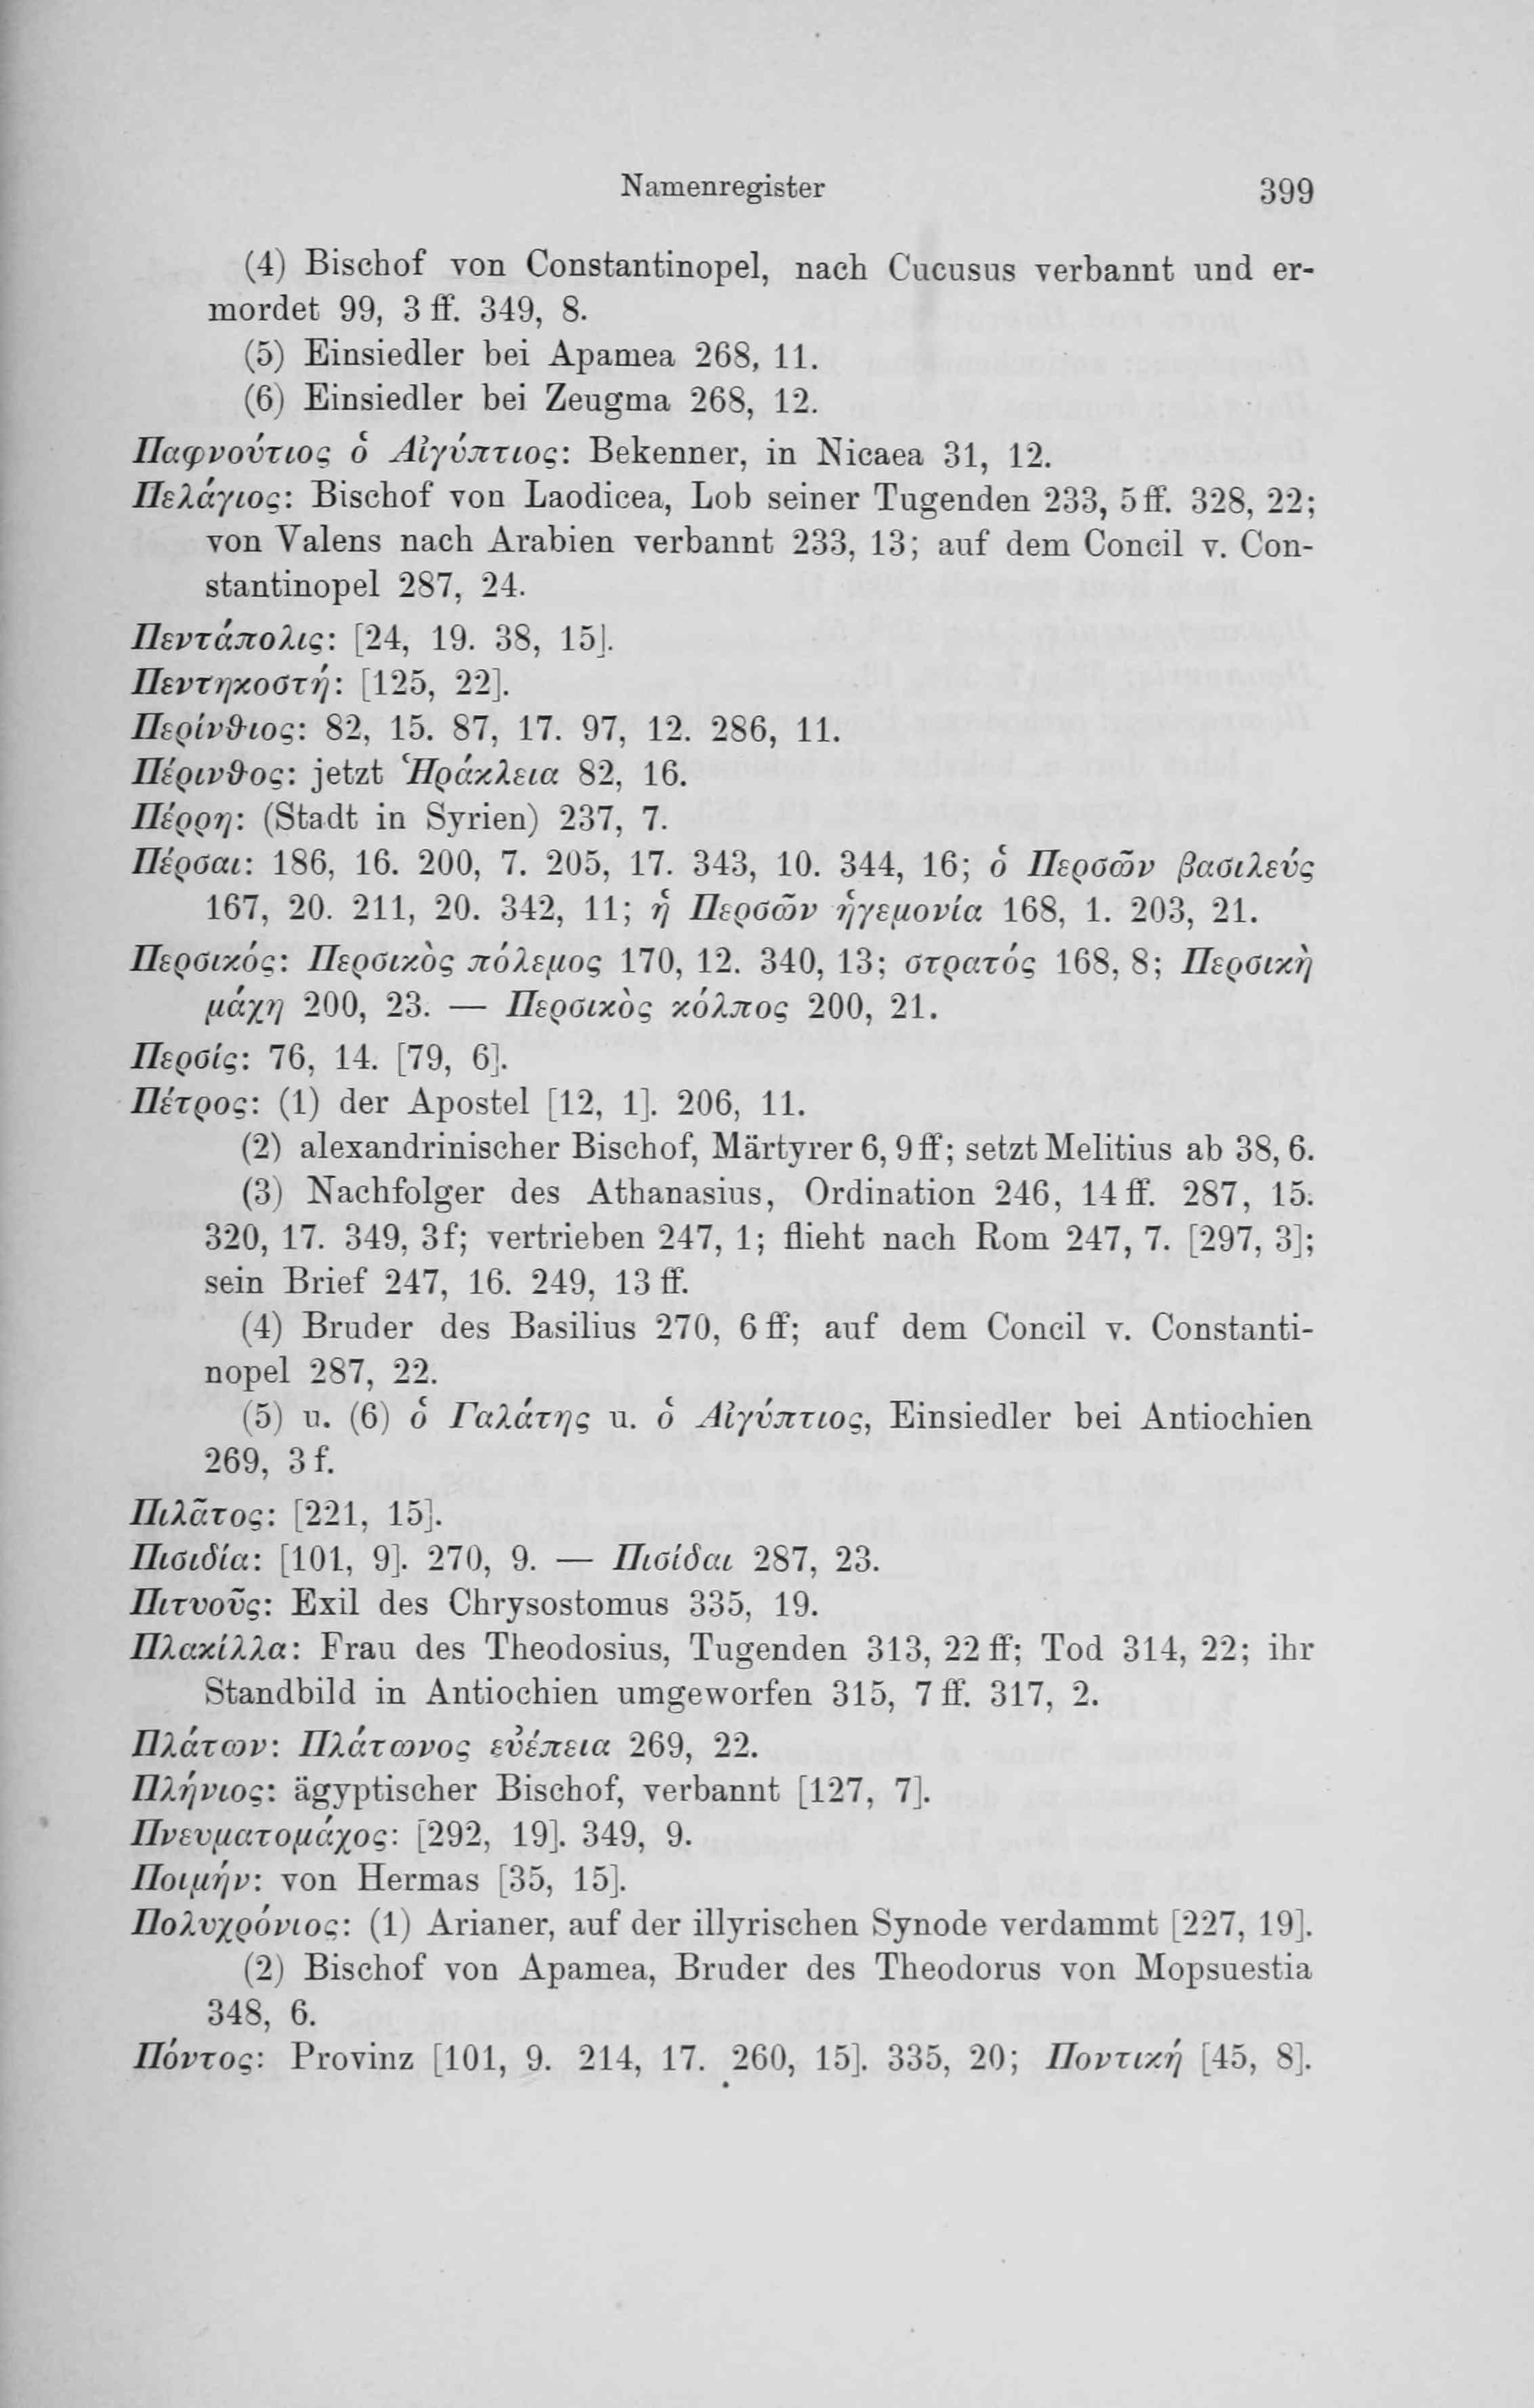 Namenregister 399
(4) Bischof von Constantinopel, nach Cucusus verbannt und er-
mordet 99, 3 ff. 349, 8.
(5) Einsiedler bei Apamea 268, 11.
(6) Einsiedler bei Zeugma 268, 12.
Παφνούτιος ὁ Αἰγύπτιος: Bekenner, in Nicaea 31, 12.
Πελάγιος: Bischof von Laodicea, Lob seiner Tugenden 233, 5 ff. 328, 22;
von Valens nach Arabien verbannt 233, 13; auf dem Concil v. Con-
stantinopel 287, 24.
Πεντάπολις: [24, 19. 38, 15].
Πεντηκοστή: [125, 22].
Περίνθιος: 82, 15. 87, 17. 97, 12. 286, 11.
Πέρινθος: jetzt Ἡράκλεια 82, 16.
Πέρρη: (Stadt in Syrien) 237, 7.
Πέρσαι: 186, 16. 200, 7. 205, 17. 343, 10. 344, 16; ὁ Περσῶν βασιλεύς
167, 20. 211, 20. 342, 11; ἡ Περσῶν ἡγεμονία 168, 1. 203, 21.
Περσικός: Περσικὸς πόλεμος 170, 12. 340, 13; στρατός 168, 8; Περσικὴ
μάχη 200, 23. — Περσικὸς κόλπος 200, 21.
Περσίς: 76, 14. [79, 6].
Πέτρος: (1) der Apostel [12, 1]. 206, 11.
(2) alexandrinischer Bischof, Märtyrer 6, 9 ff; setzt Melitius ab 38, 6.
(3) Nachfolger des Athanasius, Ordination 246, 14 ff. 287, 15.
320, 17. 349, 3 f; vertrieben 247, 1; flieht nach Rom 247, 7. [297, 3];
sein Brief 247, 16. 249, 13 ff.
(4) Bruder des Basilius 270, 6 ff; auf dem Concil v. Constanti-
nopel 287, 22.
(5) u. (6) ὁ Γαλάτης u. ὁ Αἰγύπτιος, Einsiedler bei Antiochien
269, 3 f.
Πιλᾶτος: [221, 15].
Πισιδία: [101, 9]. 270, 9. — Πισίδαι 287, 23.
Πιτυοῦς: Exil des Chrysostomus 335, 19.
Πλακίλλα: Frau des Theodosius, Tugenden 313, 22 ff; Tod 314, 22; ihr
Standbild in Antiochien umgeworfen 315, 7 ff. 317, 2.
Πλάτων: Πλάτωνος εὐέπεια 269, 22.
Πλήνιος: ägyptischer Bischof, verbannt [127, 7].
Πνευματομάχος: [292, 19]. 349, 9.
Ποιμήν: von Hermas [35, 15].
Πολυχρόνιος: (1) Arianer, auf der illyrischen Synode verdammt [227, 19].
(2) Bischof von Apamea, Bruder des Theodorus von Mopsuestia
348, 6.
Πόντος: Provinz [101, 9. 214, 17. 260, 15]. 335, 20; Ποντική [45, 8].